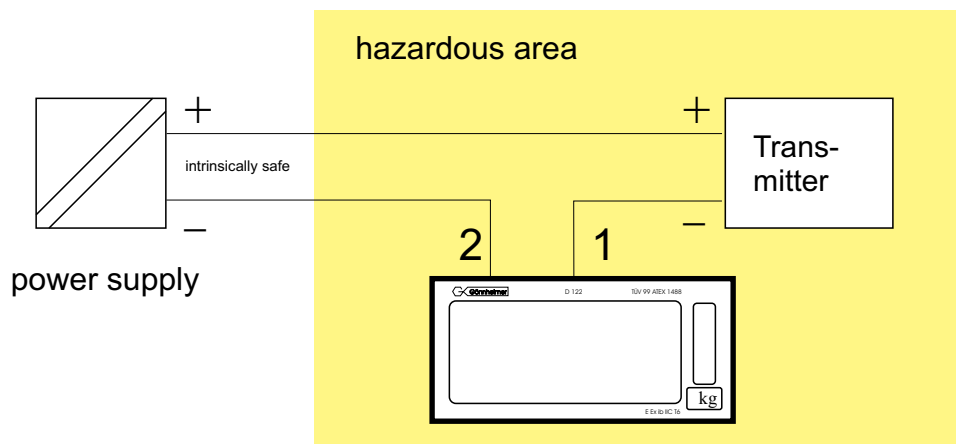 hazardous area
+
+
intrinsically safe
Trans-
mitter
–
–
2
1
power supply
Gönnheimer
D 122
TÜV 99 ATEX 1488
kg
E Ex ib IIC T6